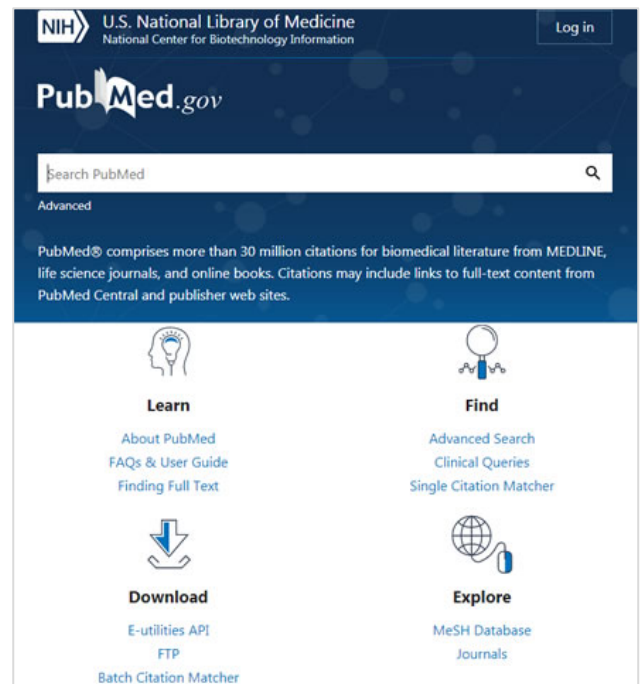 NIH
U.S. National Library of Medicine
National Center for Biotechnology Information
Log in
PubMed.gov
Search PubMed
Advanced
PubMed® comprises more than 30 million citations for biomedical literature from MEDLINE,
life science journals, and online books. Citations may include links to full-text content from
PubMed Central and publisher web sites.
Learn
About PubMed
FAQs & User Guide
Finding Full Text
Find
Advanced Search
Clinical Queries
Single Citation Matcher
Download
E-utilities API
FTP
Batch Citation Matcher
Explore
MeSH Database
Journals